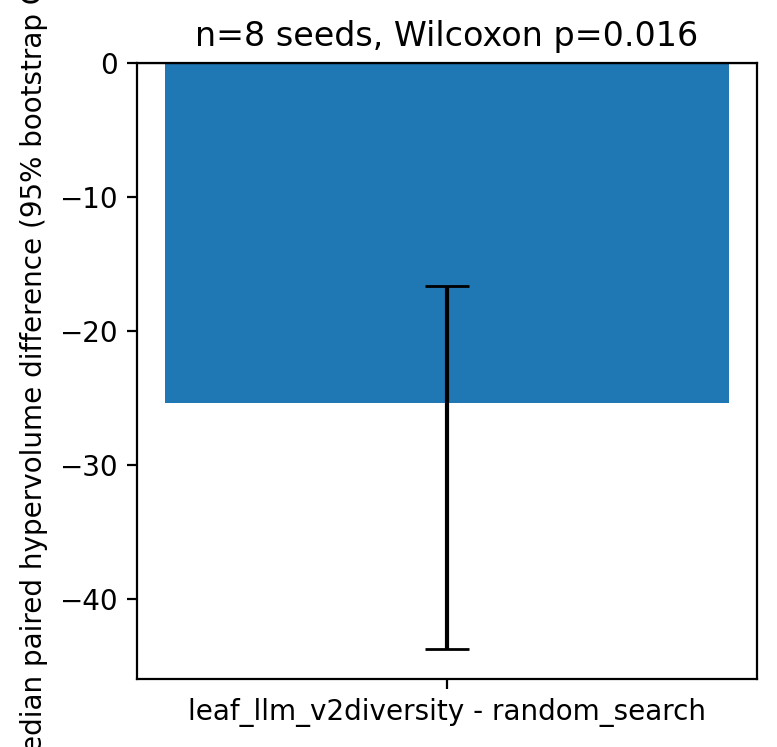 n=8 seeds, Wilcoxon p=0.016
edian paired hypervolume difference (95% bootstrap
0
−10
−20
−30
−40
leaf_llm_v2diversity - random_search